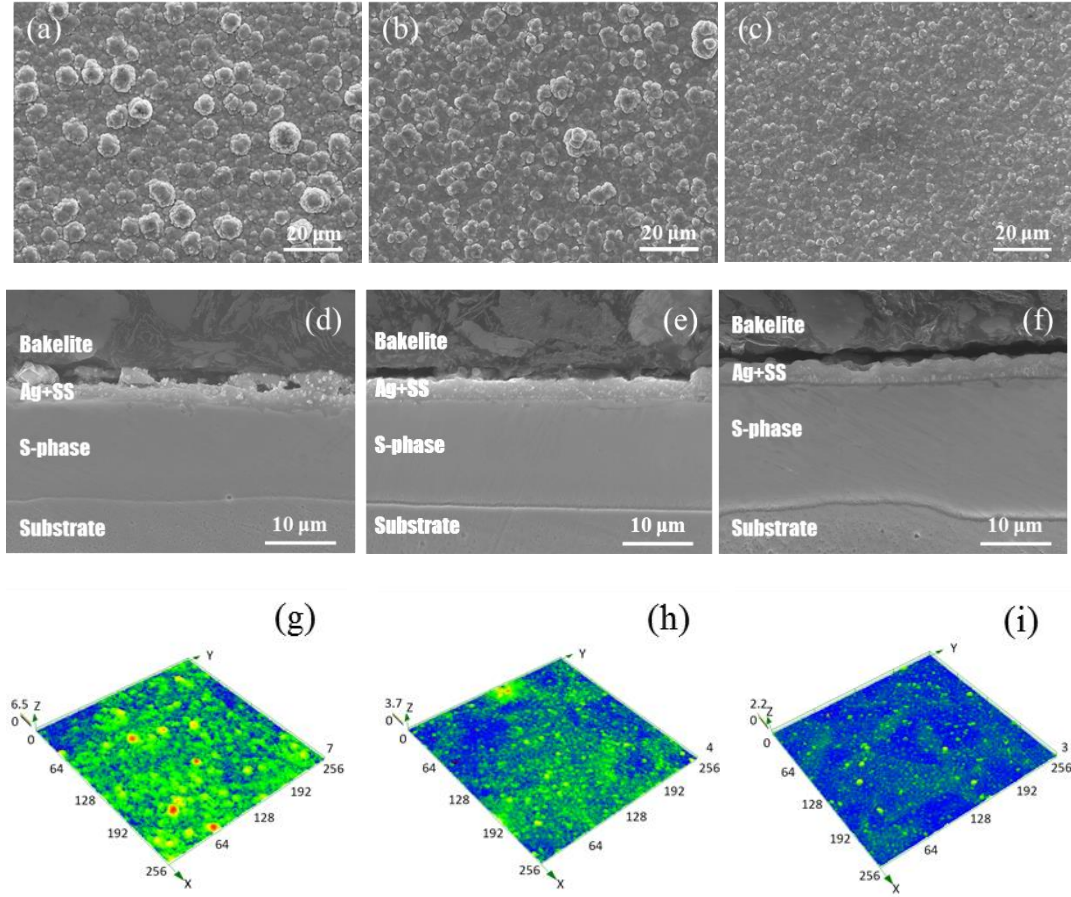 (a)
20 μm
(b)
20 μm
(c)
20 μm
(d)
Bakelite
Ag+SS
S-phase
Substrate
10 μm
(e)
Bakelite
Ag+SS
S-phase
Substrate
10 μm
(f)
Bakelite
Ag+SS
S-phase
Substrate
10 μm
(g)
Y
6.5
Z
0
0
7
64
256
128
192
192
128
64
256
X
(h)
Y
3.7
Z
0
0
4
64
256
128
192
192
128
64
256
X
(i)
Y
2.2
Z
0
0
3
64
256
128
192
192
128
64
256
X